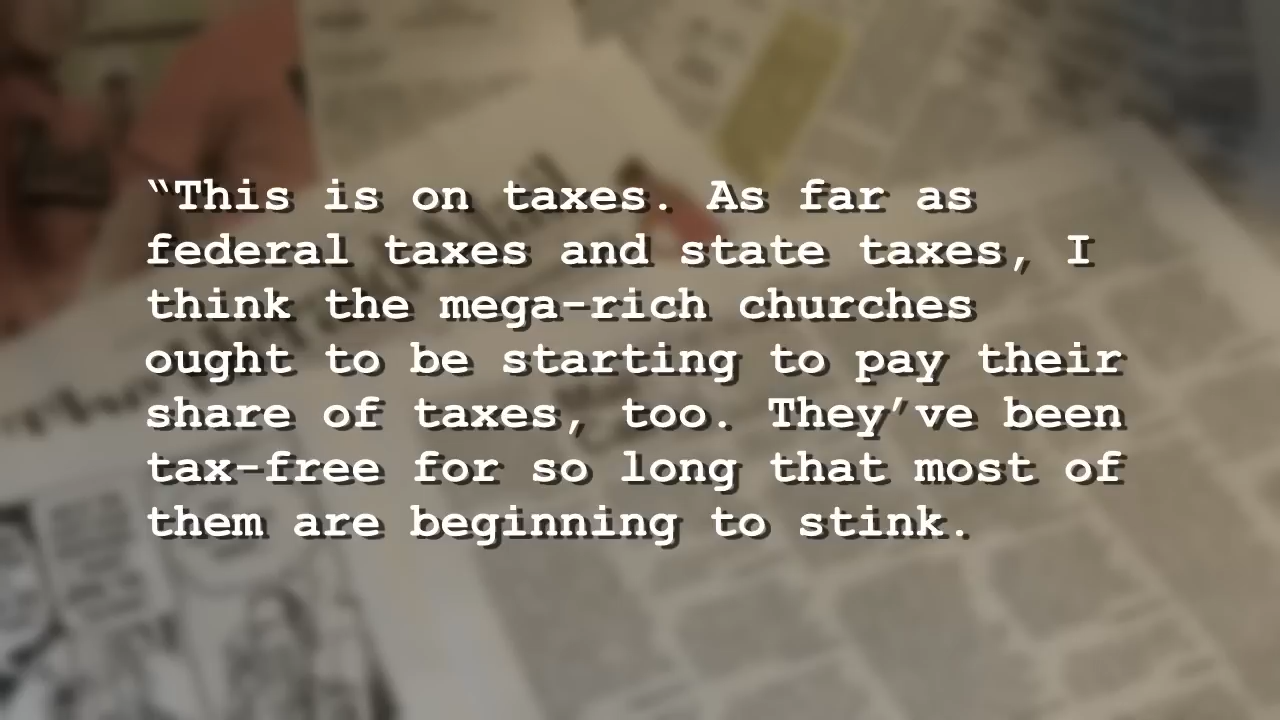 “This is on taxes. As far as
federal taxes and state taxes, I
think the mega-rich churches
ought to be starting to pay their
share of taxes, too. They’ve been
tax-free for so long that most of
them are beginning to stink.